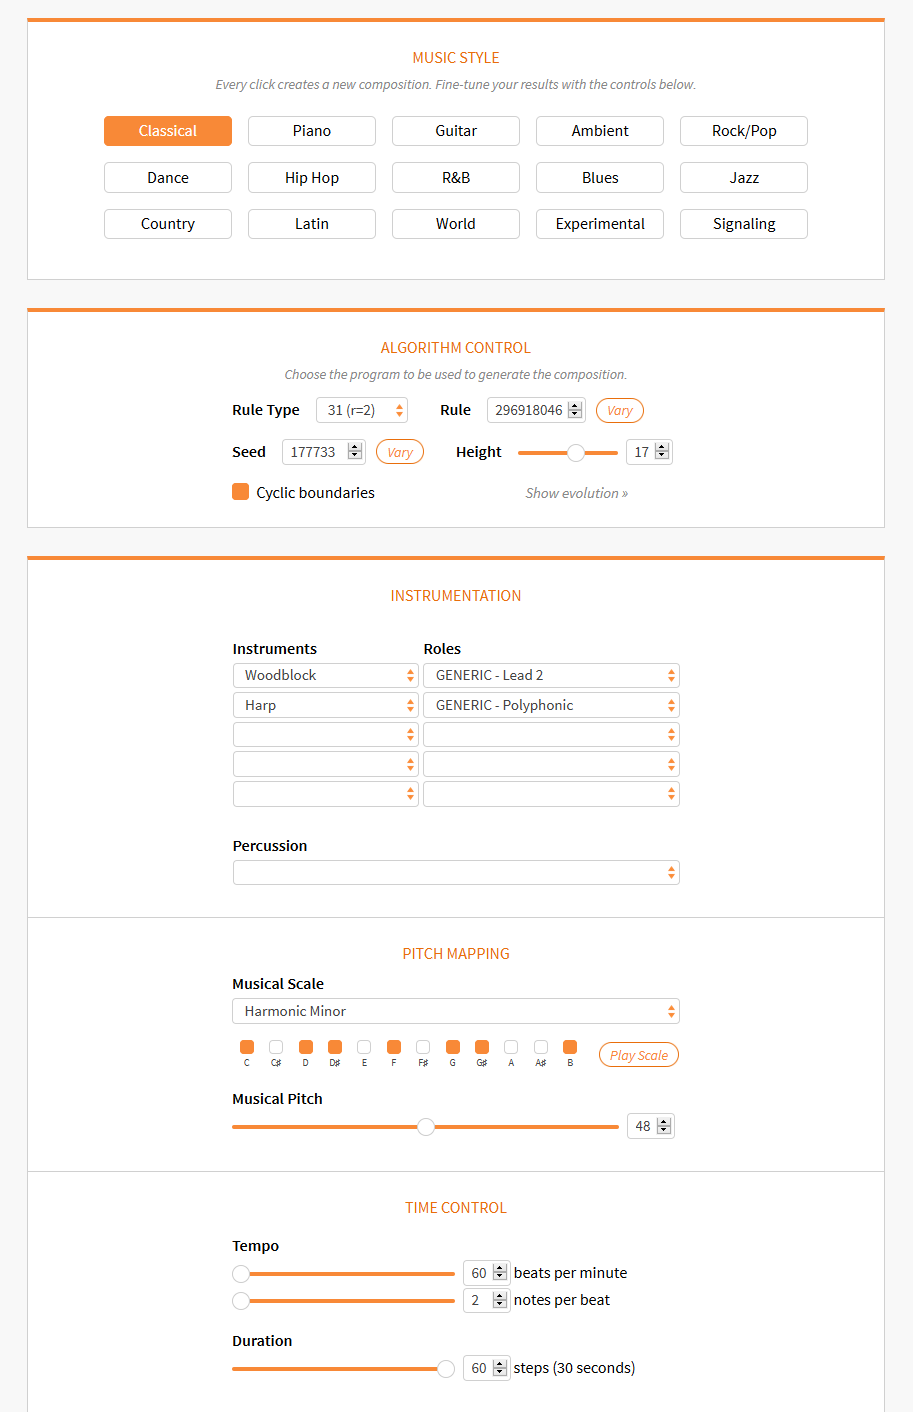 MUSIC STYLE
Every click creates a new composition. Fine-tune your results with the controls below.
Classical Piano Guitar Ambient Rock/Pop
Dance Hip Hop R&B Blues Jazz
Country Latin World Experimental Signaling
ALGORITHM CONTROL
Choose the program to be used to generate the composition.
Rule Type 31 (r=2) Rule 296918046 Vary
Seed 177733 Vary Height 17
Cyclic boundaries Show evolution »
INSTRUMENTATION
Instruments Roles
Woodblock GENERIC - Lead 2
Harp GENERIC - Polyphonic
Percussion
PITCH MAPPING
Musical Scale
Harmonic Minor
C C♯ D D♯ E F F♯ G G♯ A A♯ B Play Scale
Musical Pitch
48
TIME CONTROL
Tempo
60 beats per minute
2 notes per beat
Duration
60 steps (30 seconds)